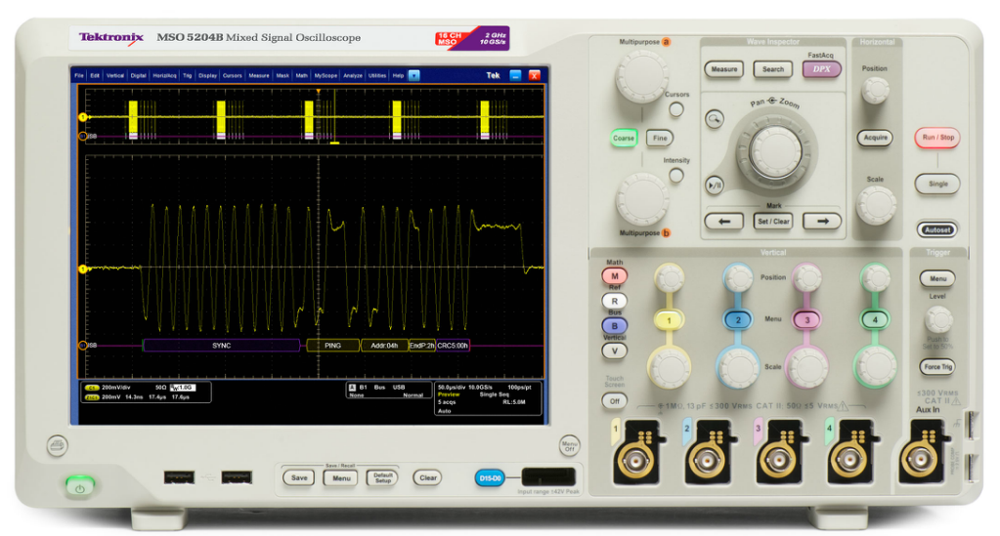 Tektronix MSO 5204B Mixed Signal Oscilloscope
16 CH MSO
2 GHz
10 GS/s
File Edit Vertical Digital Horiz/Acq Trig Display Cursors Measure Mask Math MyScope Analyze Utilities Help
Tek
SYNC
PING
Addr:04h
EndP:2h
CRC5:00h
200mV/div 50Ω
200mV 14.3ns 17.4µs 17.6µs
B1 Bus USB
None Normal
50.0µs/div 10.0GS/s 100ps/pt
Preview Single Seq
5 acqs RL:5.0M
Auto
Multipurpose a
Cursors
Coarse
Fine
Intensity
Multipurpose b
Wave Inspector
Measure
Search
FastAcq
DPX
Pan Zoom
Mark
Set / Clear
Horizontal
Position
Acquire
Scale
Run / Stop
Single
Autoset
Math
M
Ref
R
Bus
B
Vertical
V
Touch Screen
Off
Vertical
Position
1
2
Menu
3
4
Scale
1MΩ, 13 pF ≤300 VRMS CAT II; 50Ω ≤5 VRMS
Trigger
Menu
Level
Push to
Set to 50%
Force Trig
≤300 VRMS
CAT II
Aux In
1
2
3
4
Menu Off
Save / Recall
Save
Menu
Default Setup
Clear
D15-D0
Input range ±42V Peak